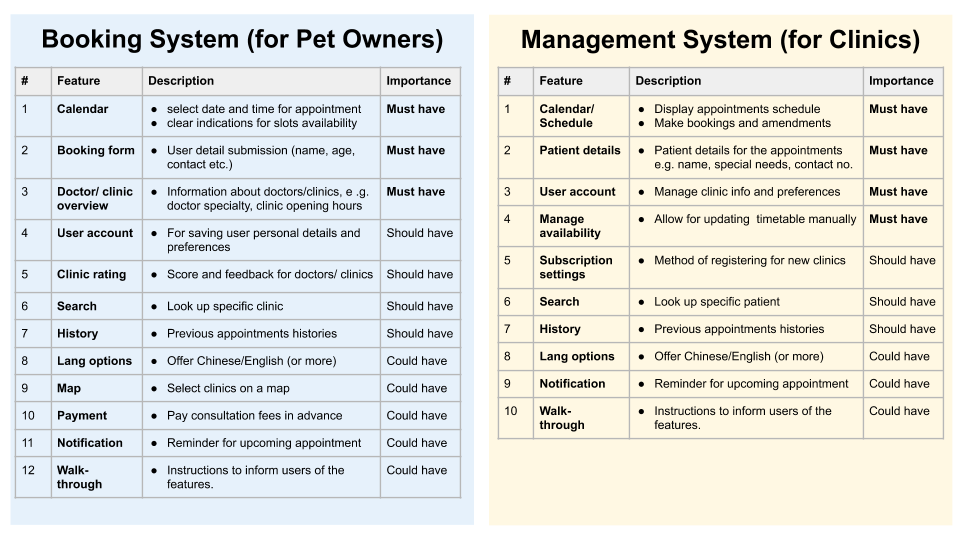 Booking System (for Pet Owners)
# Feature Description Importance
1 Calendar ● select date and time for appointment Must have
● clear indications for slots availability
2 Booking form ● User detail submission (name, age, Must have
contact etc.)
3 Doctor/ clinic ● Information about doctors/clinics, e .g. Must have
overview doctor specialty, clinic opening hours
4 User account ● For saving user personal details and Should have
preferences
5 Clinic rating ● Score and feedback for doctors/ clinics Should have
6 Search ● Look up specific clinic Should have
7 History ● Previous appointments histories Should have
8 Lang options ● Offer Chinese/English (or more) Could have
9 Map ● Select clinics on a map Could have
10 Payment ● Pay consultation fees in advance Could have
11 Notification ● Reminder for upcoming appointment Could have
12 Walk- ● Instructions to inform users of the Could have
through features.
Management System (for Clinics)
# Feature Description Importance
1 Calendar/ ● Display appointments schedule Must have
Schedule ● Make bookings and amendments
2 Patient details ● Patient details for the appointments Must have
e.g. name, special needs, contact no.
3 User account ● Manage clinic info and preferences Must have
4 Manage ● Allow for updating timetable manually Must have
availability
5 Subscription ● Method of registering for new clinics Should have
settings
6 Search ● Look up specific patient Should have
7 History ● Previous appointments histories Should have
8 Lang options ● Offer Chinese/English (or more) Could have
9 Notification ● Reminder for upcoming appointment Could have
10 Walk- ● Instructions to inform users of the Could have
through features.